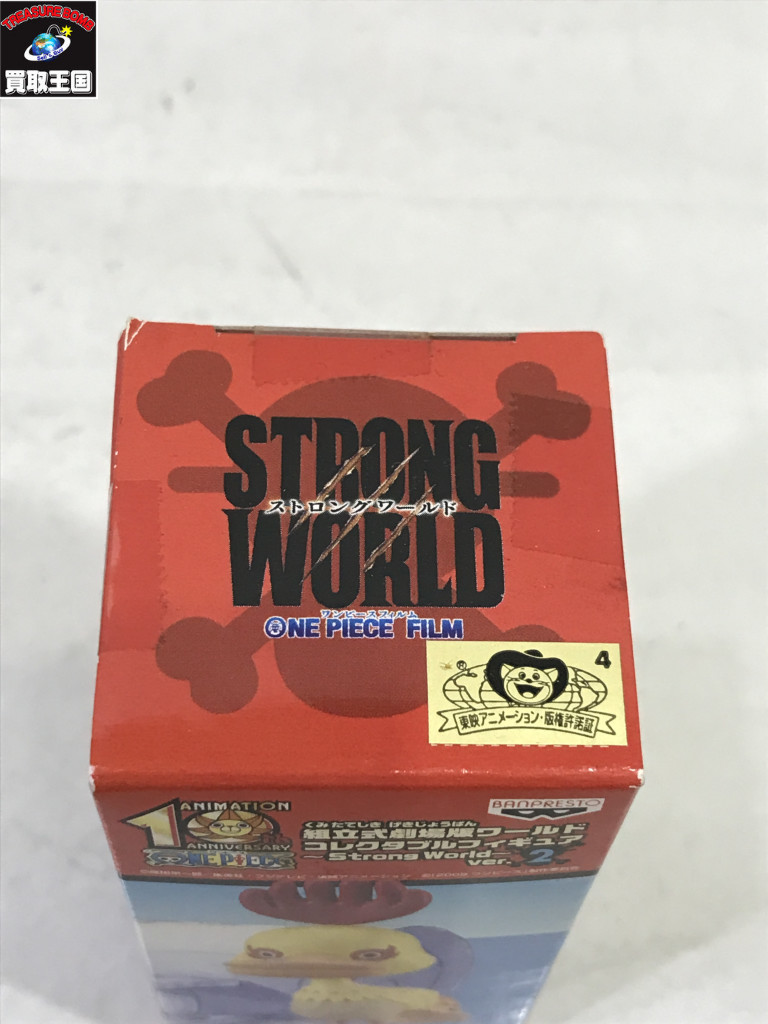 TREASURE BOMB
買取王国
STRONG
ストロングワールド
WORLD
ワンピースフィルム
ONE PIECE FILM
4
®
東映アニメーション・版権許諾証
10
ANIMATION
ANNIVERSARY
ONE PIECE
BANPRESTO
くみたてしき げきじょうばん
組立式劇場版ワールド
コレクタブルフィギュア
~Strong World
ver. 2